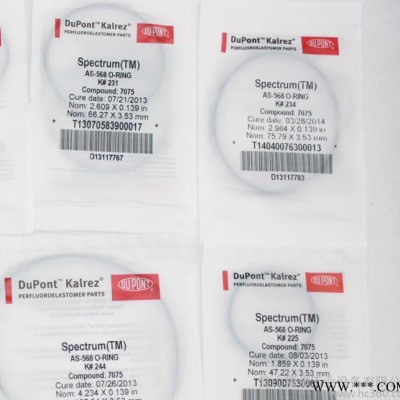 DuPont™ Kalrez®
PERFLUOROELASTOMER PARTS
DUPONT
Spectrum(TM)
AS-568 O-RING
K# 231
Compound: 7075
Cure date: 07/21/2013
Nom: 2.609 X 0.139 in
Nom: 66.27 X 3.53 mm
T13070583900017
D13117767
DuPont™ Kalrez®
PERFLUOROELASTOMER PARTS
DUPONT
Spectrum(TM)
AS-568 O-RING
K# 234
Compound: 7075
Cure date: 03/28/2014
Nom: 2.984 X 0.139 in
Nom: 75.79 X 3.53 mm
T14040076300013
D13117783
DuPont™ Kalrez®
PERFLUOROELASTOMER PARTS
DUPONT
Spectrum(TM)
AS-568 O-RING
K# 244
Compound: 7075
Cure date: 07/26/2013
Nom: 4.234 X 0.139 in
DuPont™ Kalrez®
PERFLUOROELASTOMER PARTS
DUPONT
Spectrum(TM)
AS-568 O-RING
K# 225
Compound: 7075
Cure date: 08/03/2013
Nom: 1.859 X 0.139 in
Nom: 47.22 X 3.53 mm
www.***.com